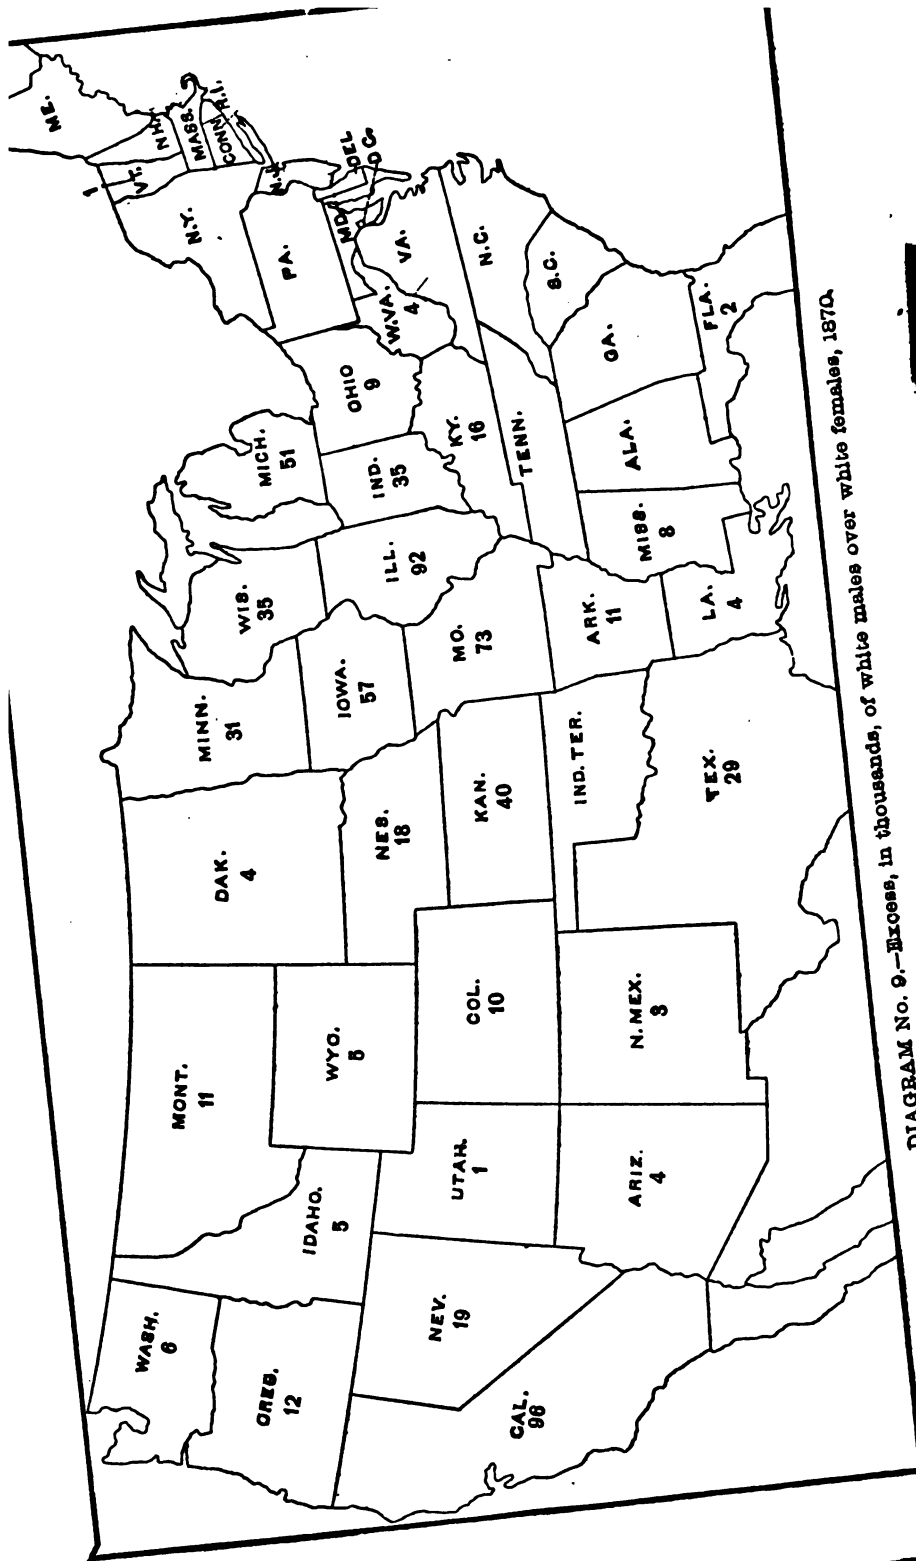 WASH.
6
OREG.
12
CAL.
96
NEV.
19
IDAHO.
5
MONT.
11
WYO.
5
UTAH.
1
ARIZ.
4
COL.
10
N. MEX.
3
DAK.
4
NEB.
18
KAN.
40
IND. TER.
TEX.
29
MINN.
31
IOWA.
57
MO.
73
ARK.
11
LA.
4
WIS.
35
ILL.
92
MICH.
51
IND.
35
OHIO
9
KY.
16
TENN.
MISS.
8
ALA.
GA.
FLA.
2
S.C.
N.C.
VA.
W.VA.
4
PA.
N.Y.
MD.
DEL
D C.
N.J.
VT.
1
N H.
MASS.
CONN
R.I.
ME.
DIAGRAM No. 9.—Excess, in thousands, of white males over white females, 1870.